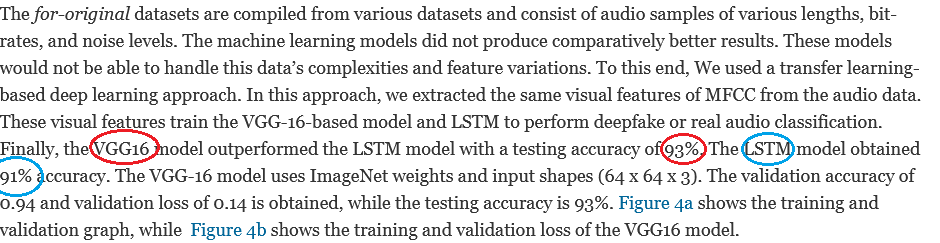 The for-original datasets are compiled from various datasets and consist of audio samples of various lengths, bit-
rates, and noise levels. The machine learning models did not produce comparatively better results. These models
would not be able to handle this data's complexities and feature variations. To this end, We used a transfer learning-
based deep learning approach. In this approach, we extracted the same visual features of MFCC from the audio data.
These visual features train the VGG-16-based model and LSTM to perform deepfake or real audio classification.
Finally, the VGG16 model outperformed the LSTM model with a testing accuracy of 93%. The LSTM model obtained
91% accuracy. The VGG-16 model uses ImageNet weights and input shapes (64 x 64 x 3). The validation accuracy of
0.94 and validation loss of 0.14 is obtained, while the testing accuracy is 93%. Figure 4a shows the training and
validation graph, while Figure 4b shows the training and validation loss of the VGG16 model.